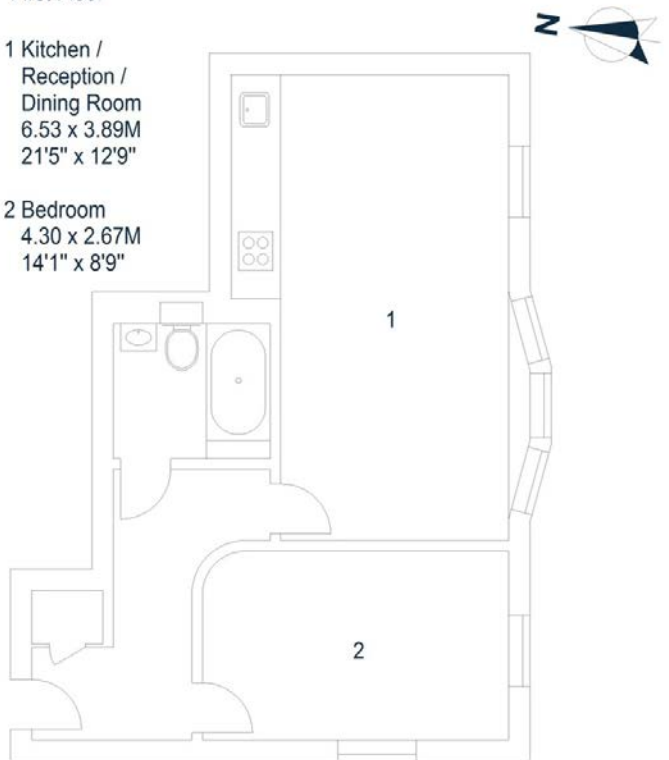 1 Kitchen /
Reception /
Dining Room
6.53 x 3.89M
21'5" x 12'9"
2 Bedroom
4.30 x 2.67M
14'1" x 8'9"
N
1
2